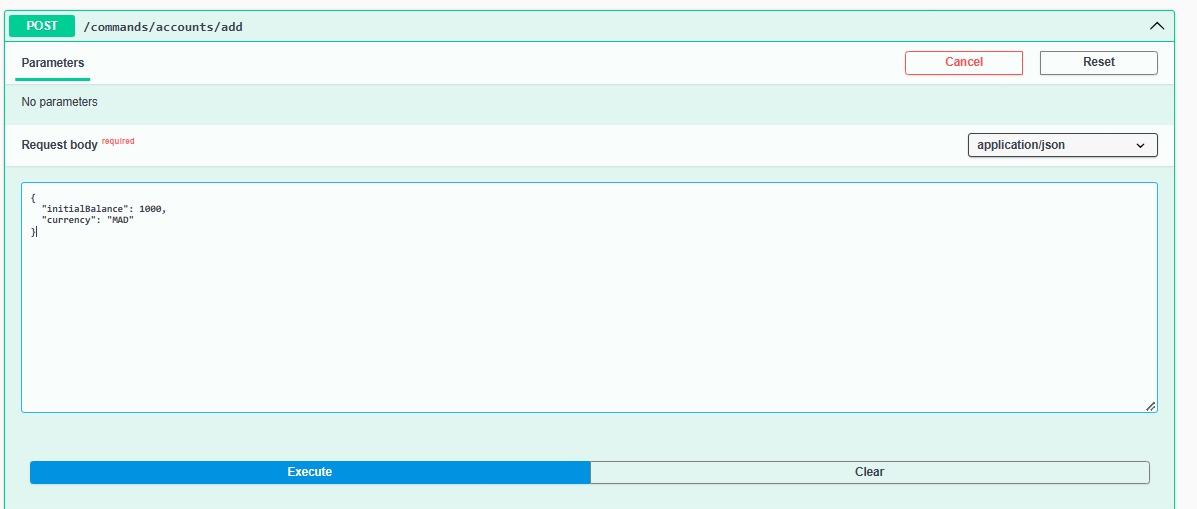 POST /commands/accounts/add
Parameters Cancel Reset
No parameters
Request body required application/json
{
  "initialBalance": 1000,
  "currency": "MAD"
}
Execute Clear